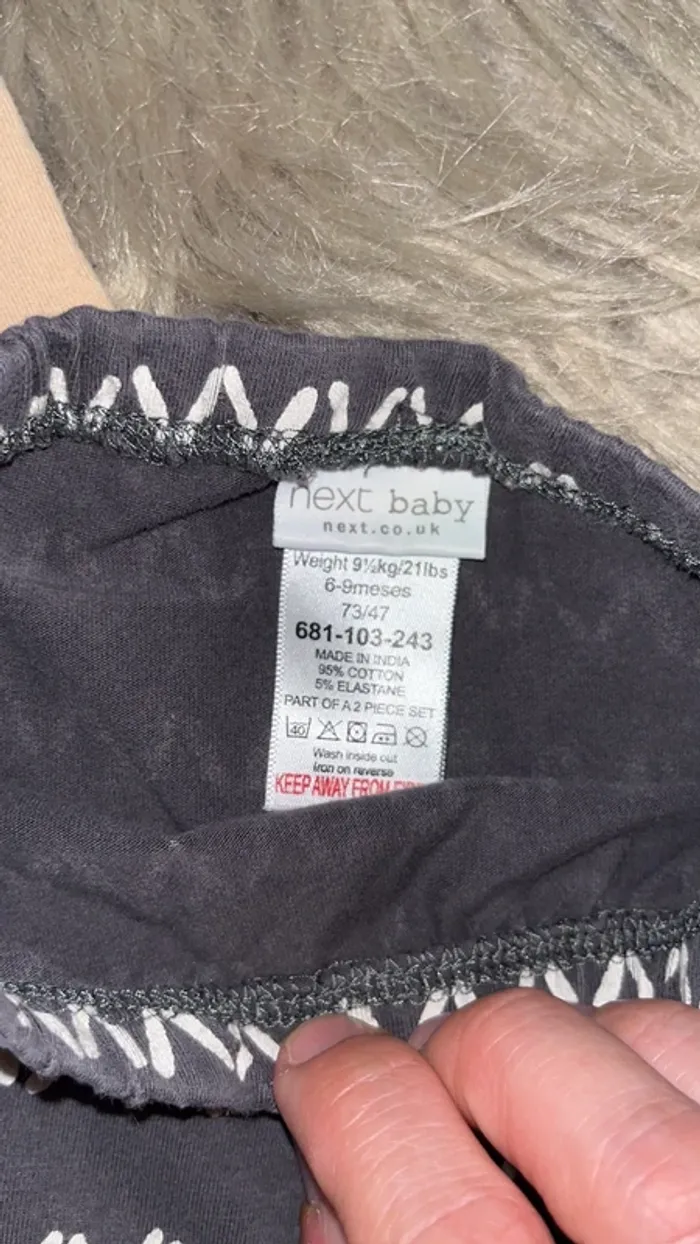 next baby
next.co.uk
Weight 9½kg/21lbs
6-9meses
73/47
681-103-243
MADE IN INDIA
95% COTTON
5% ELASTANE
PART OF A 2 PIECE SET
40
Wash inside out
Iron on reverse
KEEP AWAY FROM